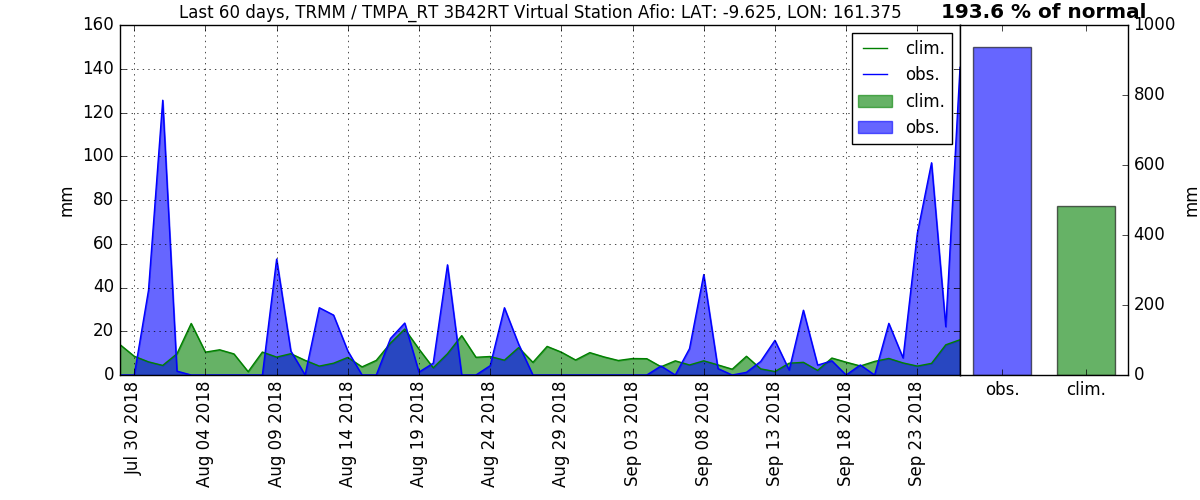 Last 60 days, TRMM / TMPA_RT 3B42RT Virtual Station Afio: LAT: -9.625, LON: 161.375
193.6 % of normal
160
140
120
100
80
60
40
20
0
mm
clim.
obs.
clim.
obs.
1000
800
600
400
200
0
mm
obs.
clim.
Jul 30 2018
Aug 04 2018
Aug 09 2018
Aug 14 2018
Aug 19 2018
Aug 24 2018
Aug 29 2018
Sep 03 2018
Sep 08 2018
Sep 13 2018
Sep 18 2018
Sep 23 2018